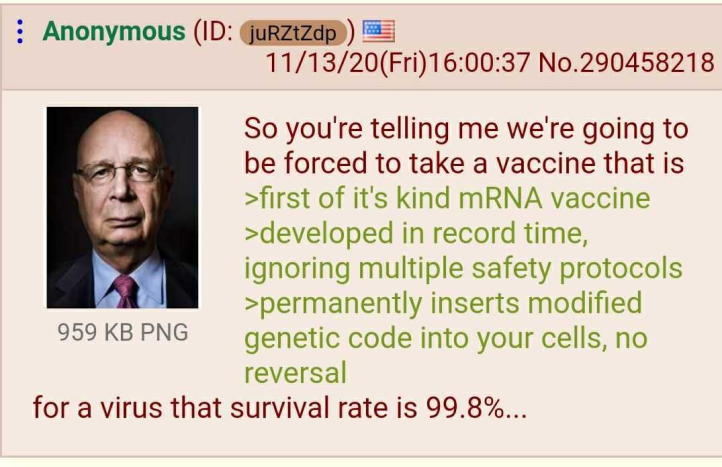 Anonymous (ID: juRZtZdp)
11/13/20(Fri)16:00:37 No.290458218
So you're telling me we're going to
be forced to take a vaccine that is
>first of it's kind mRNA vaccine
>developed in record time,
ignoring multiple safety protocols
>permanently inserts modified
genetic code into your cells, no
reversal
959 KB PNG
for a virus that survival rate is 99.8%...